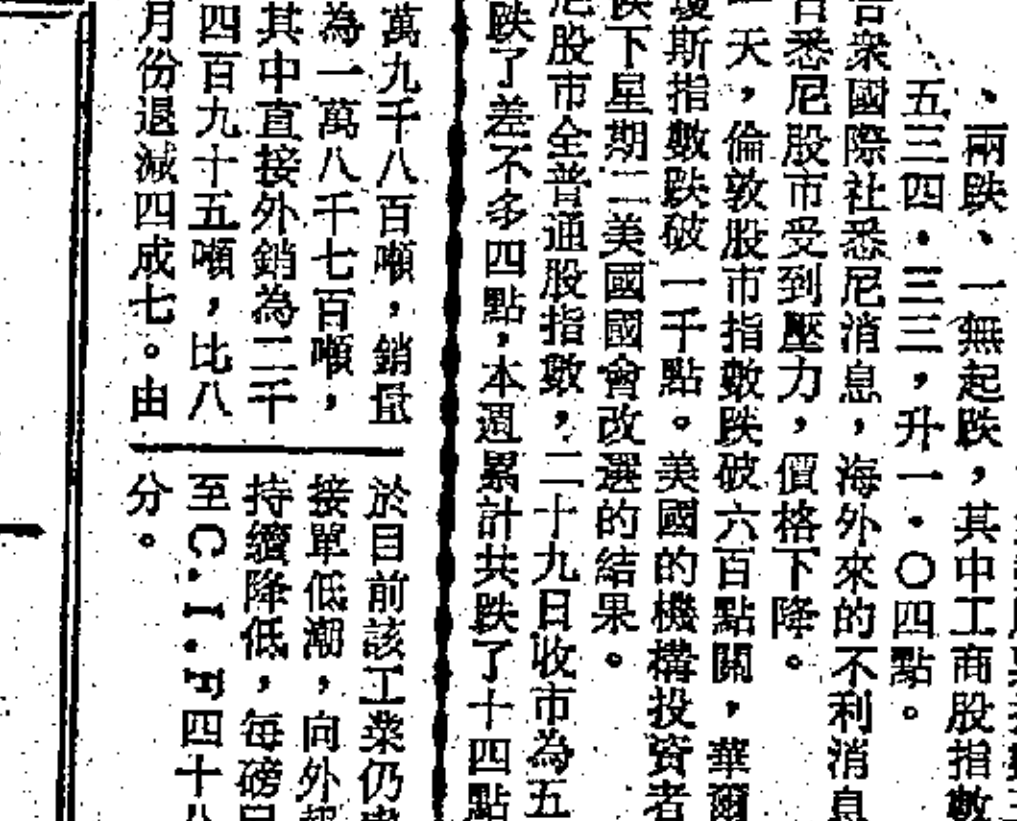 、兩跌、一無起跌，其中工商股指數
五三四．三三，升一．〇四點。
合衆國際社悉尼消息，海外來的不利消息
悉尼股市受到壓力，價格下降。
一天，倫敦股市指數跌破六百點關，華爾
斯指數跌破一千點。美國的機構投資者
下星期二美國國會改選的結果。
尼股市全普通股指數，二十九日收市為五
跌了差不多四點，本週累計共跌了十四點
萬九千八百噸，銷量
為一萬八千七百噸，
其中直接外銷為二千
四百九十五噸，比八
月份退減四成七。由
於目前該工業仍
接單低潮，向外
持續降低，每磅
至C.I.F四十
分。